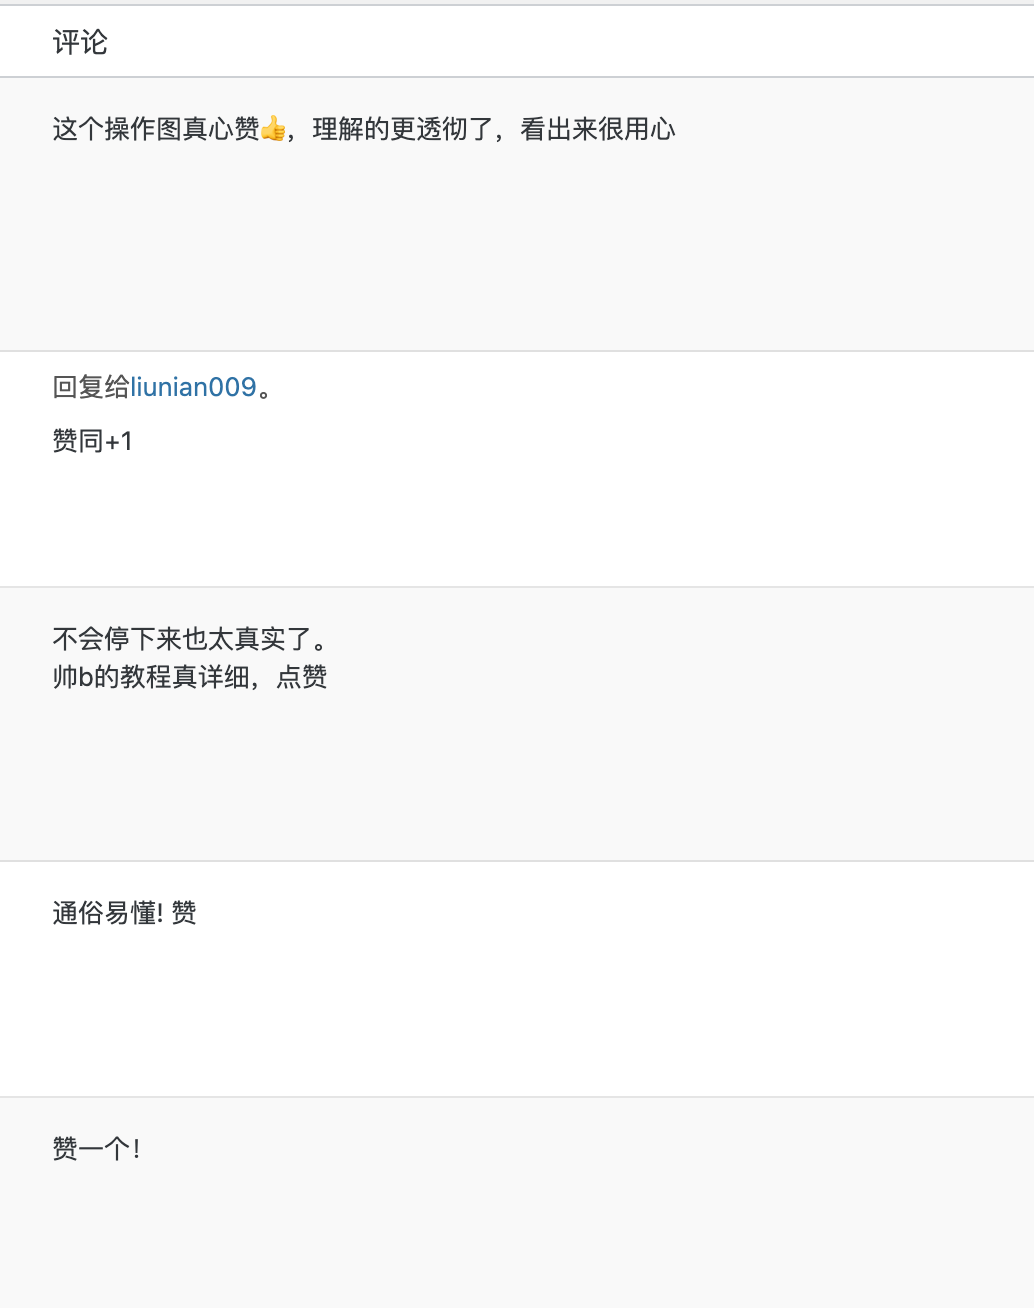 评论
这个操作图真心赞👍，理解的更透彻了，看出来很用心
回复给liunian009。
赞同+1
不会停下来也太真实了。
帅b的教程真详细，点赞
通俗易懂! 赞
赞一个！